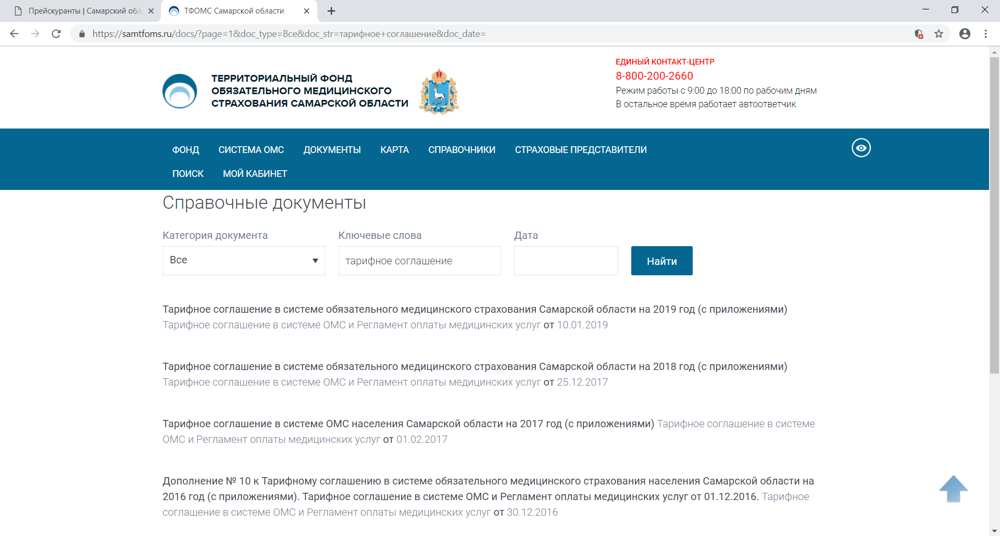 Прейскуранты | Самарский обл
ТФОМС Самарской области
https://samtfoms.ru/docs/?page=1&doc_type=Все&doc_str=тарифное+соглашение&doc_date=
ТЕРРИТОРИАЛЬНЫЙ ФОНД
ОБЯЗАТЕЛЬНОГО МЕДИЦИНСКОГО
СТРАХОВАНИЯ САМАРСКОЙ ОБЛАСТИ
ЕДИНЫЙ КОНТАКТ-ЦЕНТР
8-800-200-2660
Режим работы с 9:00 до 18:00 по рабочим дням
В остальное время работает автоответчик
ФОНД СИСТЕМА ОМС ДОКУМЕНТЫ КАРТА СПРАВОЧНИКИ СТРАХОВЫЕ ПРЕДСТАВИТЕЛИ
ПОИСК МОЙ КАБИНЕТ
Справочные документы
Категория документа Ключевые слова Дата
Все тарифное соглашение Найти
Тарифное соглашение в системе обязательного медицинского страхования Самарской области на 2019 год (с приложениями)
Тарифное соглашение в системе ОМС и Регламент оплаты медицинских услуг от 10.01.2019
Тарифное соглашение в системе обязательного медицинского страхования Самарской области на 2018 год (с приложениями)
Тарифное соглашение в системе ОМС и Регламент оплаты медицинских услуг от 25.12.2017
Тарифное соглашение в системе ОМС населения Самарской области на 2017 год (с приложениями) Тарифное соглашение в системе
ОМС и Регламент оплаты медицинских услуг от 01.02.2017
Дополнение № 10 к Тарифному соглашению в системе обязательного медицинского страхования населения Самарской области на
2016 год (с приложениями). Тарифное соглашение в системе ОМС и Регламент оплаты медицинских услуг от 01.12.2016. Тарифное
соглашение в системе ОМС и Регламент оплаты медицинских услуг от 30.12.2016